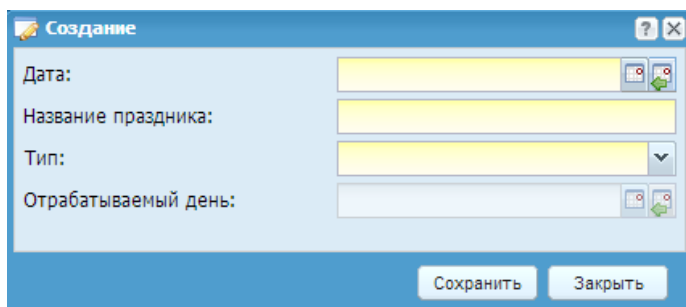 Создание
Дата:
Название праздника:
Тип:
Отрабатываемый день:
Сохранить Закрыть